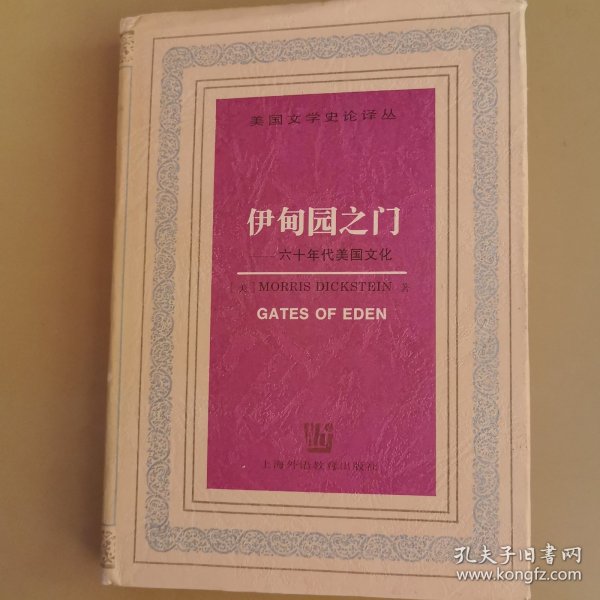 美国文学史论译丛
伊甸园之门
——六十年代美国文化
[美] MORRIS DICKSTEIN 著
GATES OF EDEN
上海外语教育出版社
孔夫子旧书网
www.kongfz.com